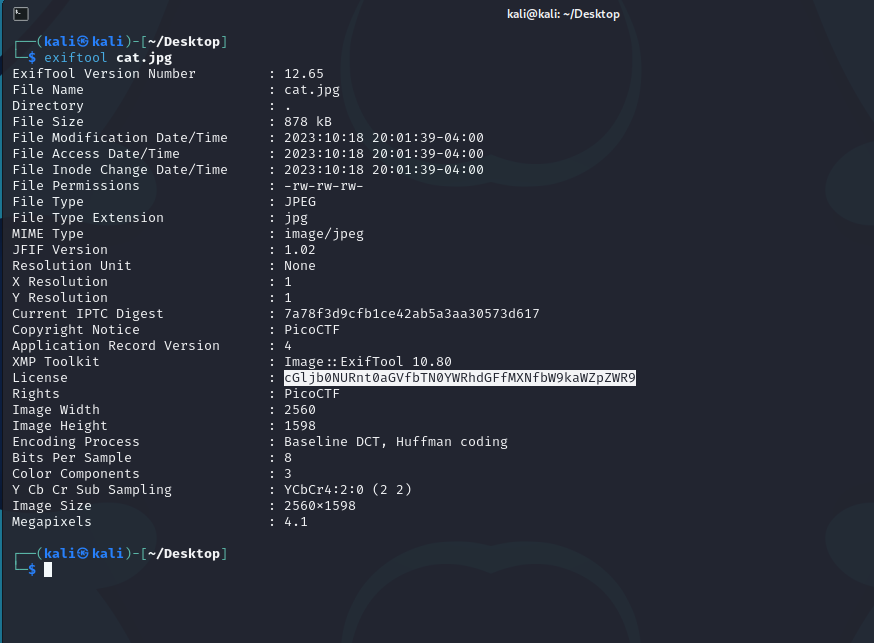 kali@kali: ~/Desktop
┌──(kali㉿kali)-[~/Desktop]
└─$ exiftool cat.jpg
ExifTool Version Number : 12.65
File Name : cat.jpg
Directory : .
File Size : 878 kB
File Modification Date/Time : 2023:10:18 20:01:39-04:00
File Access Date/Time : 2023:10:18 20:01:39-04:00
File Inode Change Date/Time : 2023:10:18 20:01:39-04:00
File Permissions : -rw-rw-rw-
File Type : JPEG
File Type Extension : jpg
MIME Type : image/jpeg
JFIF Version : 1.02
Resolution Unit : None
X Resolution : 1
Y Resolution : 1
Current IPTC Digest : 7a78f3d9cfb1ce42ab5a3aa30573d617
Copyright Notice : PicoCTF
Application Record Version : 4
XMP Toolkit : Image::ExifTool 10.80
License : cGljb0NURnt0aGVfbTN0YWRhdGFfMXNfbW9kaWZpZWR9
Rights : PicoCTF
Image Width : 2560
Image Height : 1598
Encoding Process : Baseline DCT, Huffman coding
Bits Per Sample : 8
Color Components : 3
Y Cb Cr Sub Sampling : YCbCr4:2:0 (2 2)
Image Size : 2560×1598
Megapixels : 4.1
┌──(kali㉿kali)-[~/Desktop]
└─$